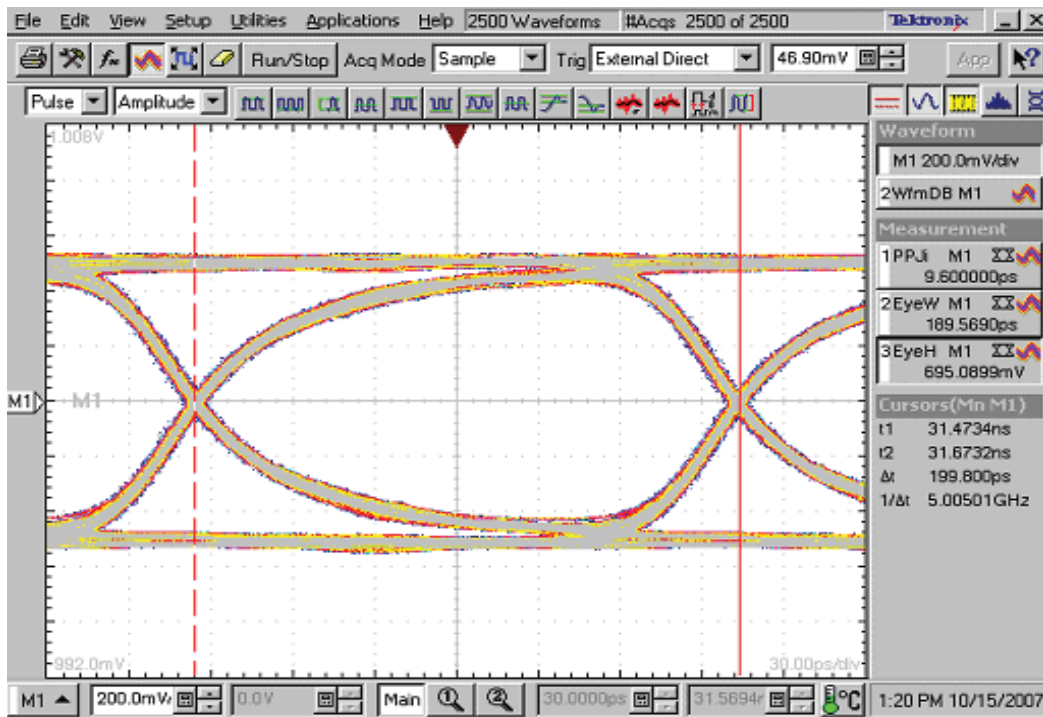 File Edit View Setup Utilities Applications Help 2500 Waveforms #Acqs 2500 of 2500 Tektronix
Run/Stop Acq Mode Sample Trig External Direct 46.90mV App
Pulse Amplitude
1.008V
Waveform
M1 200.0mV/div
2WfmDB M1
Measurement
1PPJi M1
9.600000ps
2EyeW M1
189.5690ps
3EyeH M1
695.0899mV
M1 M1
Cursors(Mn M1)
t1 31.4734ns
t2 31.6732ns
Δt 199.800ps
1/Δt 5.00501GHz
-992.0mV 30.00ps/div
M1 200.0mV 0.0V Main 1 2 30.0000ps 31.5694 °C 1:20 PM 10/15/2007